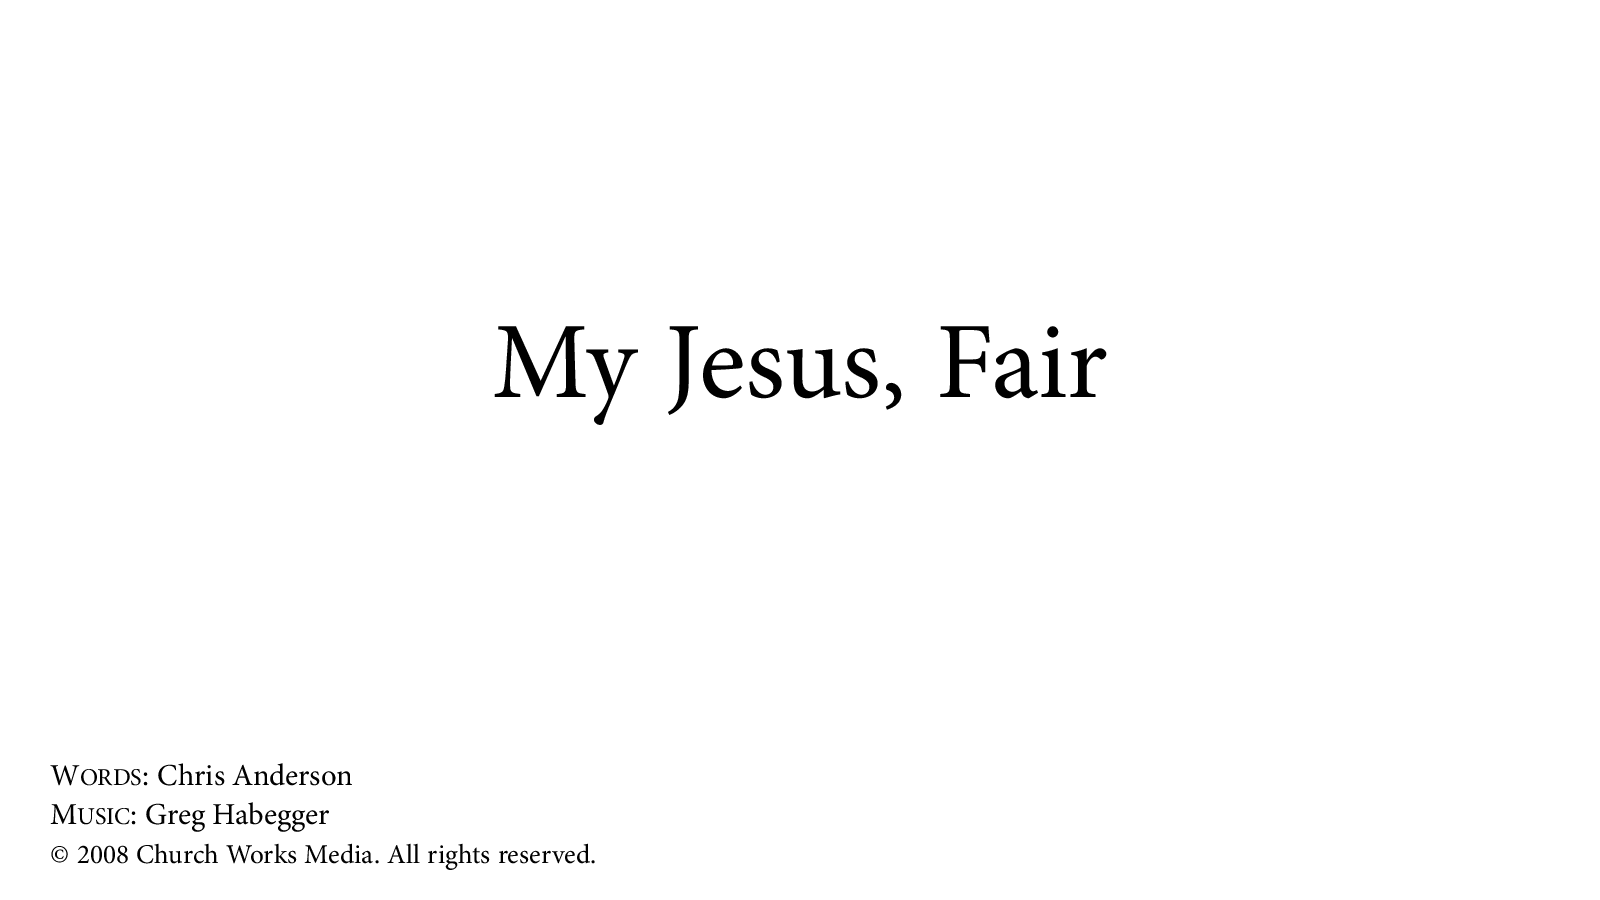 My Jesus, Fair
WORDS: Chris Anderson
MUSIC: Greg Habegger
© 2008 Church Works Media. All rights reserved.